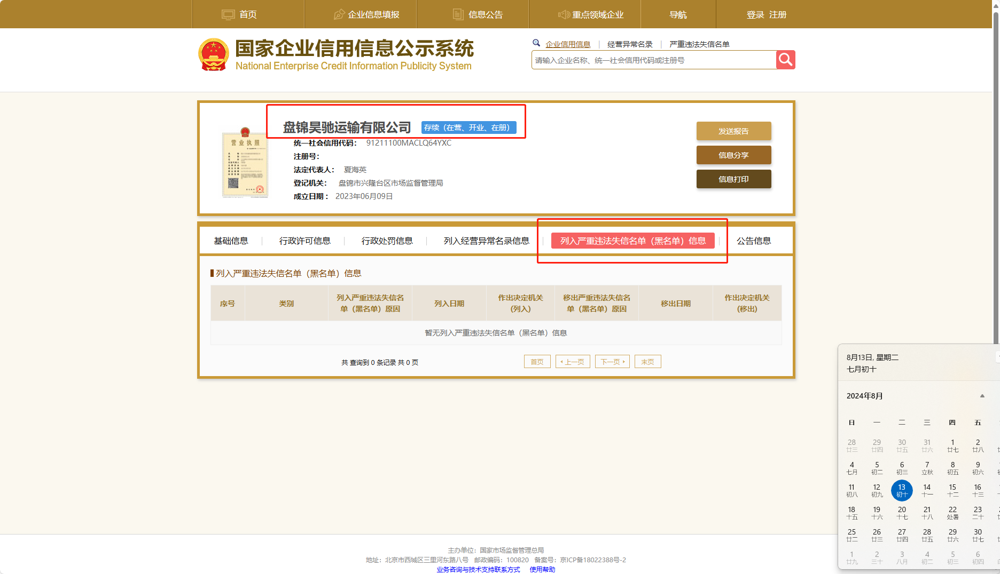 首页 企业信息填报 信息公告 重点领域企业 导航 登录 注册
国家企业信用信息公示系统
National Enterprise Credit Information Publicity System
企业信用信息 | 经营异常名录 | 严重违法失信名单
请输入企业名称、统一社会信用代码或注册号
营业执照
盘锦昊驰运输有限公司 存续（在营、开业、在册）
统一社会信用代码： 91211100MACLQ64YXC
注册号：
法定代表人： 夏海英
登记机关： 盘锦市兴隆台区市场监督管理局
成立日期： 2023年06月09日
发送报告
信息分享
信息打印
基础信息 行政许可信息 行政处罚信息 列入经营异常名录信息 列入严重违法失信名单（黑名单）信息 公告信息
列入严重违法失信名单（黑名单）信息
序号 类别 列入严重违法失信名单（黑名单）原因 列入日期 作出决定机关(列入) 移出严重违法失信名单（黑名单）原因 移出日期 作出决定机关(移出)
暂无列入严重违法失信名单（黑名单）信息
共 查询到 0 条记录 共 0 页 首页 上一页 下一页 末页
8月13日, 星期二
七月初十
2024年8月
日 一 二 三 四 五
28 29 30 31 1 2
廿三 廿四 廿五 廿六 廿七 廿八
4 5 6 7 8 9
七月 初二 初三 立秋 初五 初六
11 12 13 14 15 16
初八 初九 初十 十一 十二 十三
18 19 20 21 22 23
十五 十六 十七 十八 处暑 二十
25 26 27 28 29 30
廿二 廿三 廿四 廿五 廿六 廿七
1 2 3 4 5 6
廿九 三十 八月 初二 初三 初四
主办单位：国家市场监督管理总局
地址：北京市西城区三里河东路八号 邮政编码：100820 备案号：京ICP备18022388号-2
业务咨询与技术支持联系方式 使用帮助